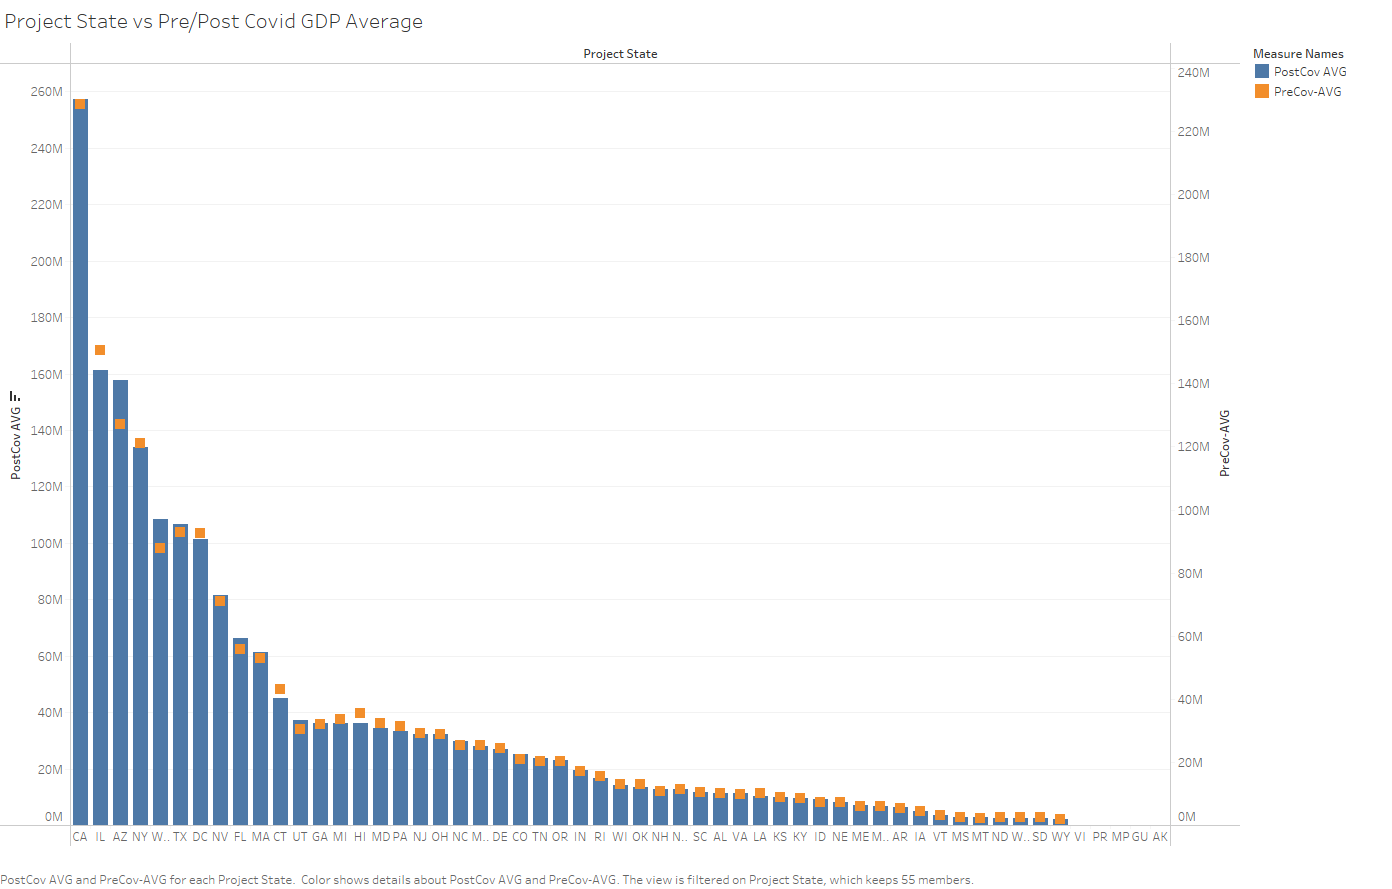 Project State vs Pre/Post Covid GDP Average
Project State
Measure Names
PostCov AVG
PreCov-AVG
260M
240M
220M
200M
180M
160M
140M
120M
100M
80M
60M
40M
20M
0M
PostCov AVG
240M
220M
200M
180M
160M
140M
120M
100M
80M
60M
40M
20M
0M
PreCov-AVG
CA IL AZ NY W.. TX DC NV FL MA CT UT GA MI HI MD PA NJ OH NC M.. DE CO TN OR IN RI WI OK NH N.. SC AL VA LA KS KY ID NE ME M.. AR IA VT MS MT ND W.. SD WY VI PR MP GU AK
PostCov AVG and PreCov-AVG for each Project State. Color shows details about PostCov AVG and PreCov-AVG. The view is filtered on Project State, which keeps 55 members.